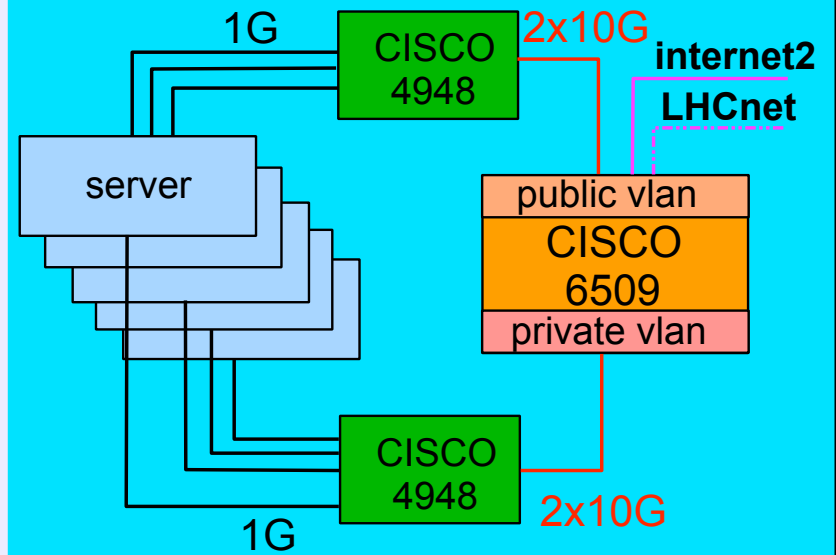 1G
CISCO
4948
2x10G
internet2
LHCnet
server
public vlan
CISCO
6509
private vlan
CISCO
4948
2x10G
1G